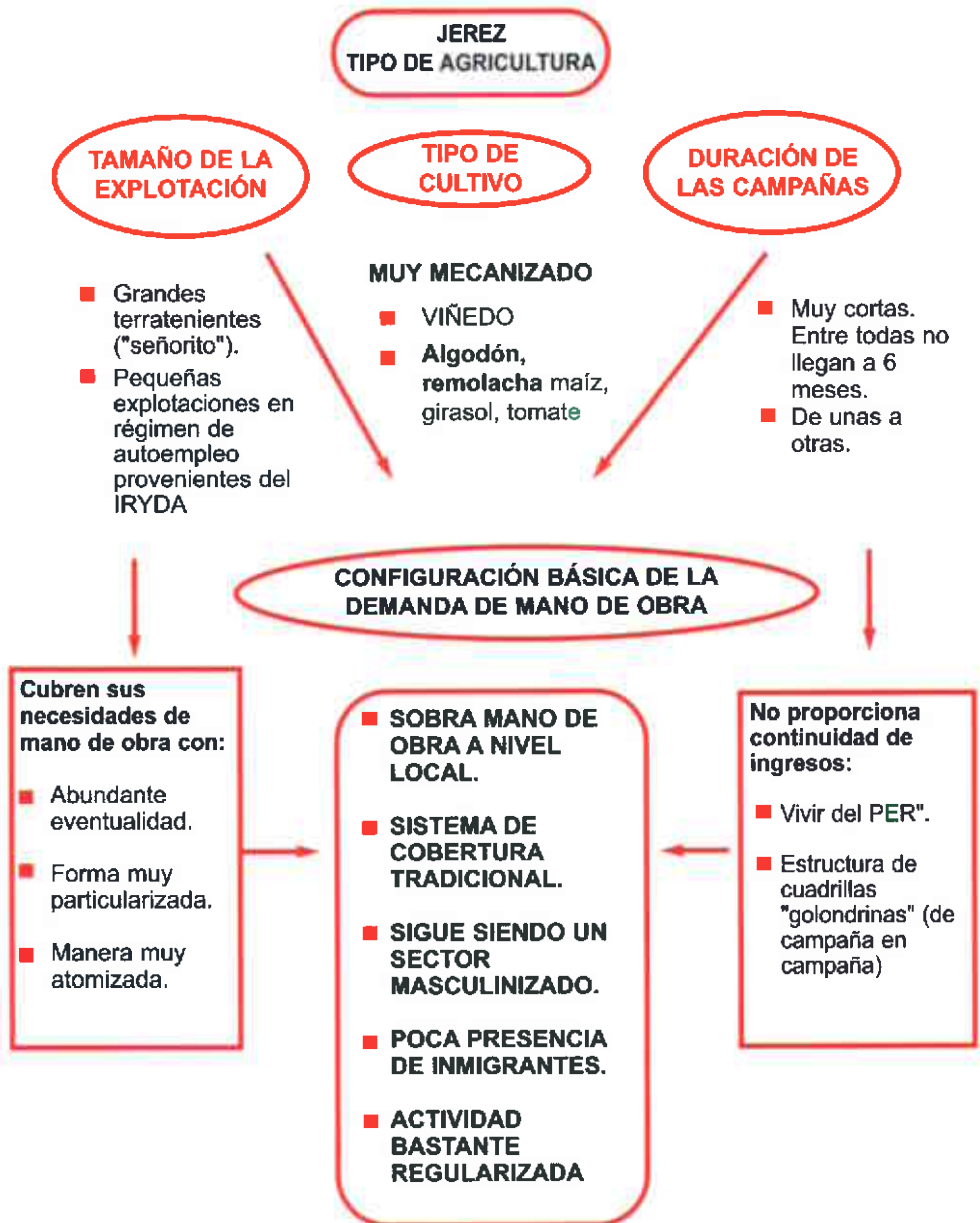 JEREZ
TIPO DE AGRICULTURA
TAMAÑO DE LA
EXPLOTACIÓN
TIPO DE
CULTIVO
DURACIÓN DE
LAS CAMPAÑAS
Grandes
terratenientes
("señorito").
Pequeñas
explotaciones en
régimen de
autoempleo
provenientes del
IRYDA
MUY MECANIZADO
VIÑEDO
Algodón,
remolacha maíz,
girasol, tomate
Muy cortas.
Entre todas no
llegan a 6
meses.
De unas a
otras.
CONFIGURACIÓN BÁSICA DE LA
DEMANDA DE MANO DE OBRA
Cubren sus
necesidades de
mano de obra con:
Abundante
eventualidad.
Forma muy
particularizada.
Manera muy
atomizada.
SOBRA MANO DE
OBRA A NIVEL
LOCAL.
SISTEMA DE
COBERTURA
TRADICIONAL.
SIGUE SIENDO UN
SECTOR
MASCULINIZADO.
POCA PRESENCIA
DE INMIGRANTES.
ACTIVIDAD
BASTANTE
REGULARIZADA
No proporciona
continuidad de
ingresos:
Vivir del PER".
Estructura de
cuadrillas
"golondrinas" (de
campaña en
campaña)